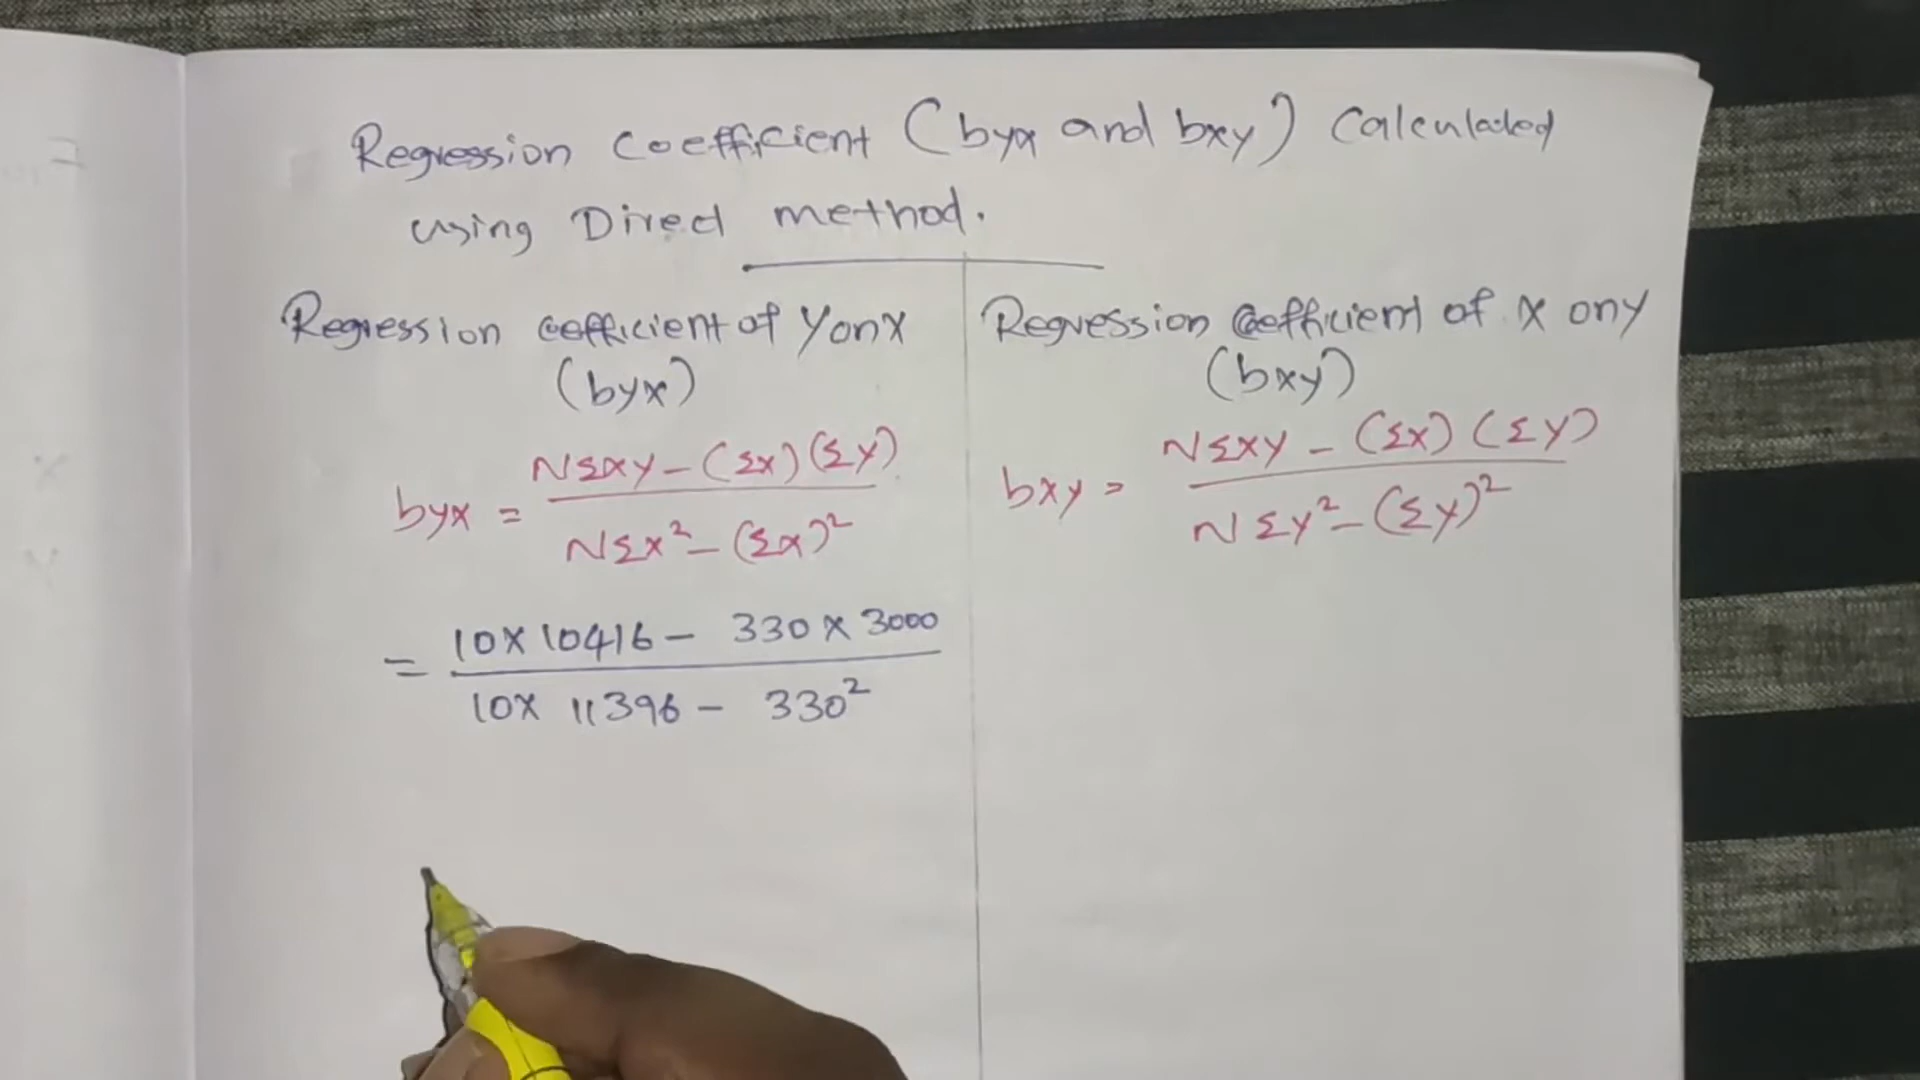 Regression Coefficient (byx and bxy) Calculated
using Direct method.
Regression Coefficient of Y on X
(byx)
byx = NΣXY - (ΣX)(ΣY) / NΣX² - (ΣX)²
= 10 X 10416 - 330 X 3000 / 10 X 11396 - 330²
Regression Coefficient of X on Y
(bxy)
bxy = NΣXY - (ΣX)(ΣY) / NΣY² - (ΣY)²